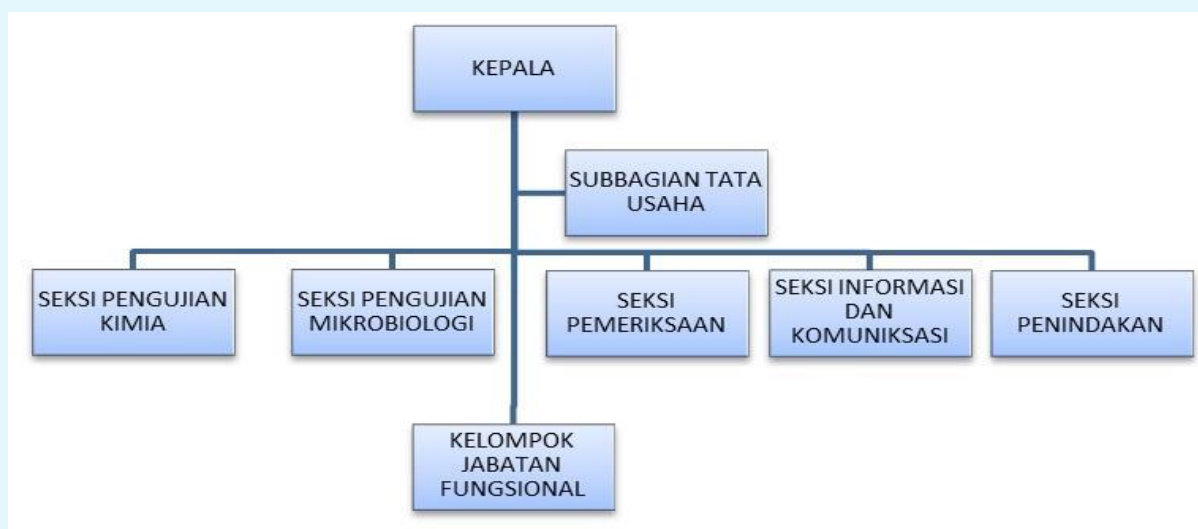 KEPALA
SUBBAGIAN TATA
USAHA
SEKSI PENGUJIAN
KIMIA
SEKSI PENGUJIAN
MIKROBIOLOGI
SEKSI
PEMERIKSAAN
SEKSI INFORMASI
DAN
KOMUNIKSASI
SEKSI
PENINDAKAN
KELOMPOK
JABATAN
FUNGSIONAL